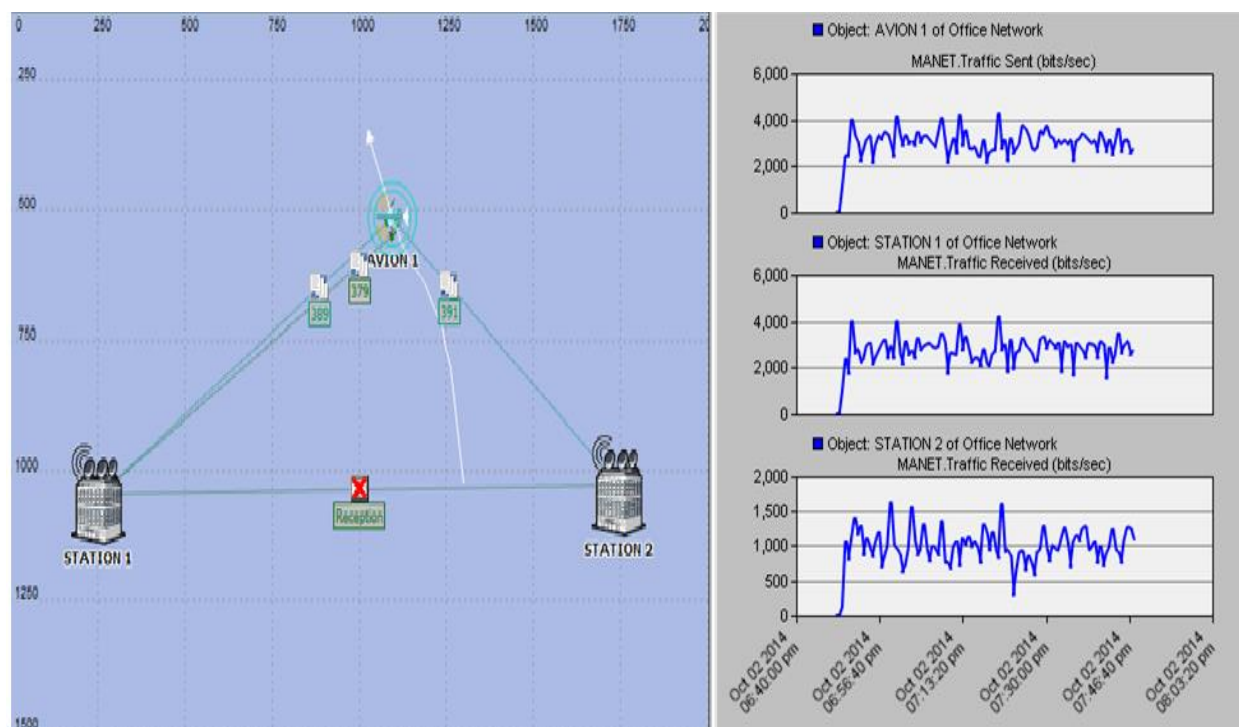 0 250 500 750 1000 1250 1500 1750
250
500
389
379
391
AVION 1
750
1000
Reception
STATION 1
STATION 2
1250
1500
Object: AVION 1 of Office Network
MANET.Traffic Sent (bits/sec)
6,000
4,000
2,000
0
Object: STATION 1 of Office Network
MANET.Traffic Received (bits/sec)
6,000
4,000
2,000
0
Object: STATION 2 of Office Network
MANET.Traffic Received (bits/sec)
2,000
1,500
1,000
500
0
Oct 02 2014
06:40:00 pm
Oct 02 2014
06:56:40 pm
Oct 02 2014
07:13:20 pm
Oct 02 2014
07:30:00 pm
Oct 02 2014
07:46:40 pm
Oct 02 2014
08:03:20 pm